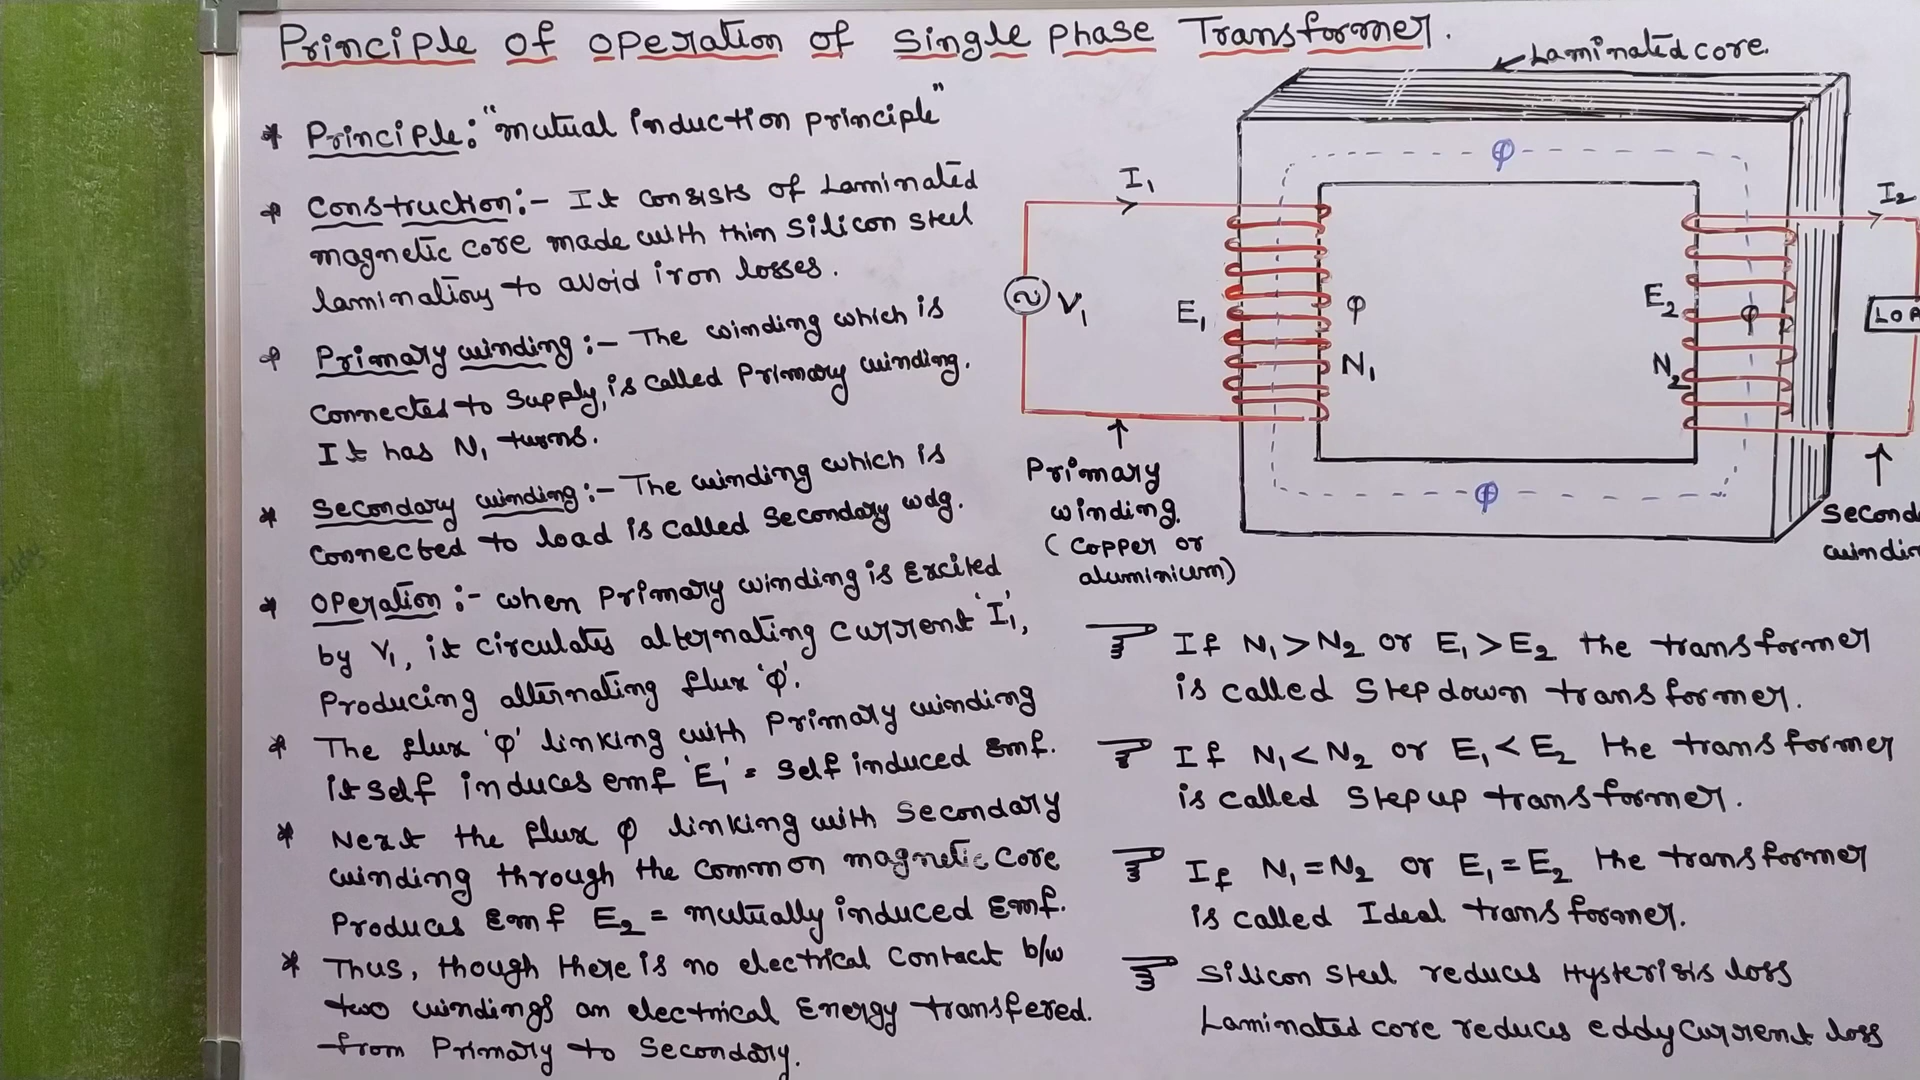 Principle of operation of single phase Transformer.
* Principle: "mutual induction principle"
* Construction:- It consists of Laminated
magnetic core made with thin silicon steel
laminations to avoid iron losses.
* Primary winding:- The winding which is
connected to supply, is called Primary winding.
It has N₁ turns.
* Secondary winding:- The winding which is
connected to load is called Secondary wdg.
* Operation:- when Primary winding is Excited
by V₁, it circulates alternating current 'I₁',
Producing alternating flux 'φ'.
* The flux 'φ' linking with Primary winding
itself induces emf 'E₁' = Self induced Emf.
* Next the flux φ linking with Secondary
winding through the common magnetic core
Produces Emf E₂ = mutually induced Emf.
* Thus, though there is no electrical contact b/w
two windings an electrical Energy transfered.
from Primary to Secondary.
Laminated core.
φ
I₁
I₂
V₁
E₁
φ
N₁
E₂
φ
N₂
LOA
φ
Primary
winding.
(copper or
aluminium)
Second
windin
If N₁ > N₂ or E₁ > E₂ the transformer
is called Step down transformer.
If N₁ < N₂ or E₁ < E₂ the transformer
is called Step up transformer.
If N₁ = N₂ or E₁ = E₂ the transformer
is called Ideal transformer.
Silicon steel reduces Hysterisis loss
Laminated core reduces eddy current loss
eddy